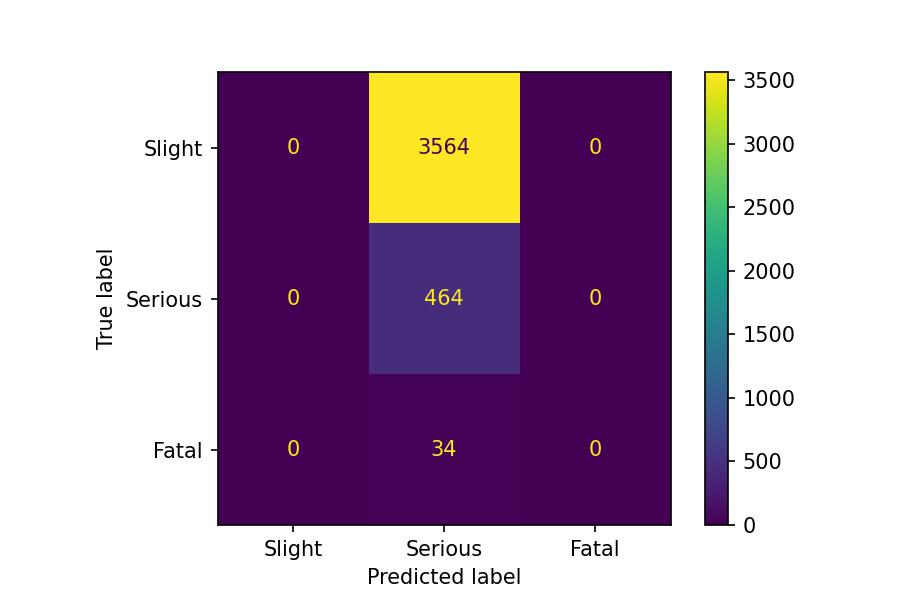 3500
Slight 0 3564 0
3000
2500
2000
True label
Serious 0 464 0
1500
1000
Fatal 0 34 0
500
0
Slight Serious Fatal
Predicted label